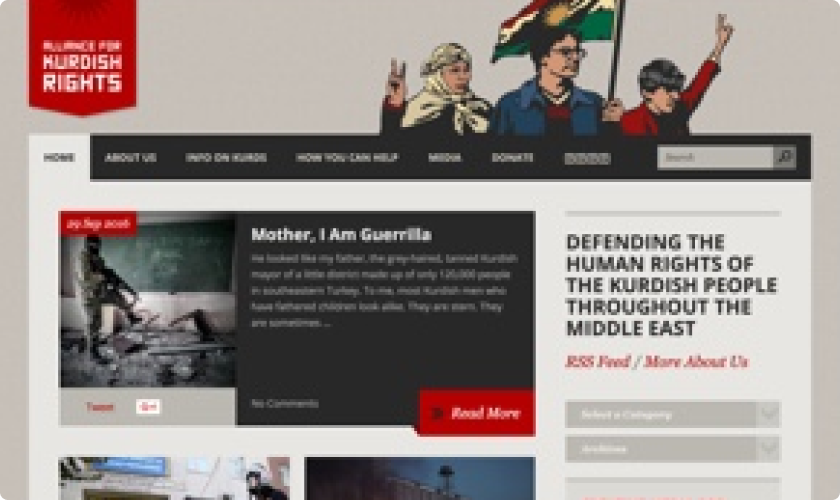 ALLIANCE FOR
KURDISH
RIGHTS
HOME
ABOUT US
INFO ON KURDS
HOW YOU CAN HELP
MEDIA
DONATE
Search
29 Sep 2016
Mother, I Am Guerrilla
He looked like my father, the grey-haired, tanned Kurdish
mayor of a little district made up of only 120,000 people
in southeastern Turkey. To me, most Kurdish men who
have fathered children look alike. They are stern. They
are sometimes ...
Tweet
No Comments
Read More
DEFENDING THE
HUMAN RIGHTS OF
THE KURDISH PEOPLE
THROUGHOUT THE
MIDDLE EAST
RSS Feed / More About Us
Select a Category
Archives